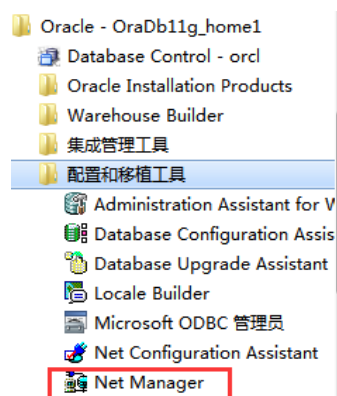 Oracle - OraDb11g_home1
Database Control - orcl
Oracle Installation Products
Warehouse Builder
集成管理工具
配置和移植工具
Administration Assistant for W
Database Configuration Assis
Database Upgrade Assistant
Locale Builder
Microsoft ODBC 管理员
Net Configuration Assistant
Net Manager